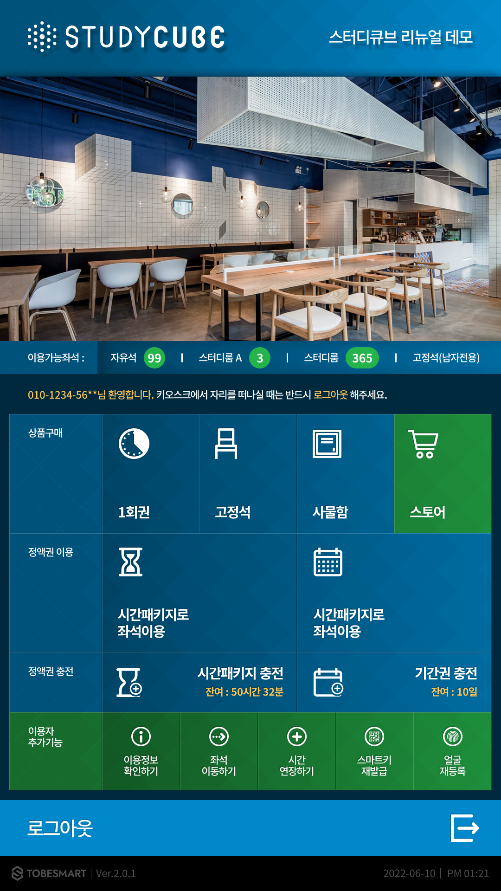 STUDYCUBE
스터디큐브 리뉴얼 데모
이용가능좌석 : 자유석 99 | 스터디룸 A 3 | 스터디룸 365 | 고정석(남자전용)
010-1234-56**님 환영합니다. 키오스크에서 자리를 떠나실 때는 반드시 로그아웃 해주세요.
상품구매
1회권
고정석
사물함
스토어
정액권 이용
시간패키지로
좌석이용
시간패키지로
좌석이용
정액권 충전
시간패키지 충전
잔여 : 50시간 32분
기간권 충전
잔여 : 10일
이용자
추가기능
이용정보
확인하기
좌석
이동하기
시간
연장하기
스마트키
재발급
얼굴
재등록
로그아웃
TOBESMART | Ver.2.0.1
2022-06-10 | PM 01:21